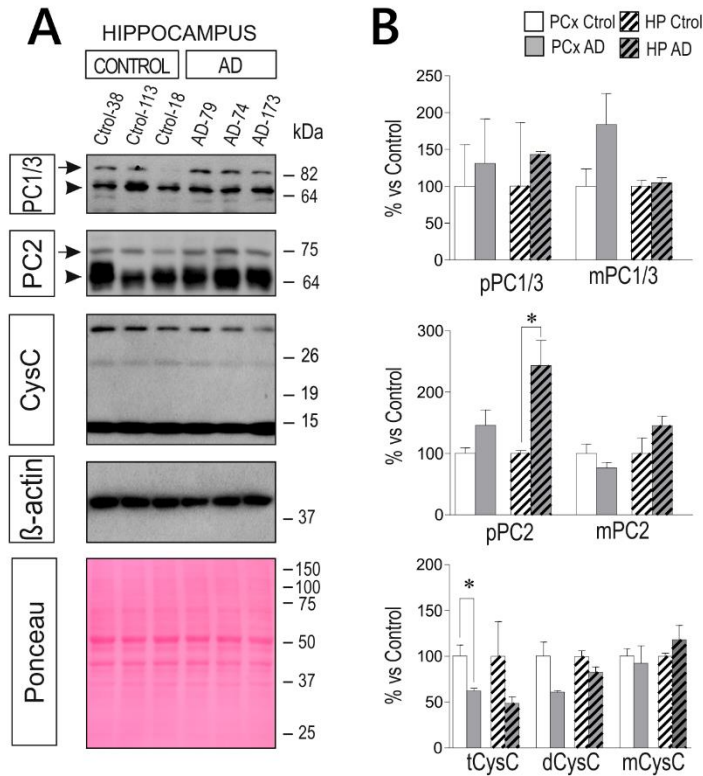 A
HIPPOCAMPUS
CONTROL AD
Ctrol-38 Ctrol-113 Ctrol-18 AD-79 AD-74 AD-173 kDa
PC1/3
– 82
– 64
PC2
– 75
– 64
CysC
– 26
– 19
– 15
ß-actin
– 37
Ponceau
– 150
– 100
– 75
– 50
– 37
– 25
B
PCx Ctrol HP Ctrol
PCx AD HP AD
% vs Control
250
200
150
100
50
0
pPC1/3 mPC1/3
% vs Control
300
200
100
0
*
pPC2 mPC2
% vs Control
200
150
100
50
0
*
tCysC dCysC mCysC